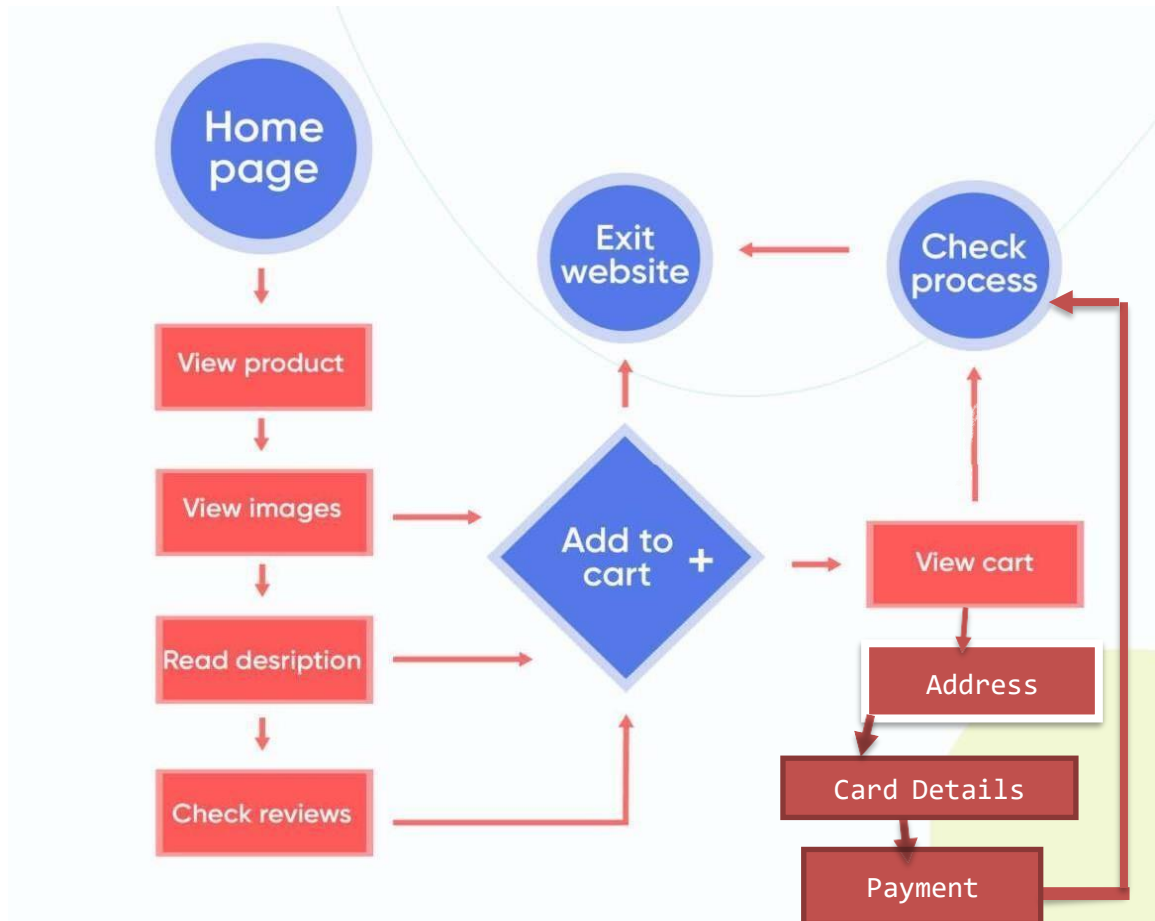 Home
page
View product
View images
Read desription
Check reviews
Exit
website
Add to
cart +
Check
process
View cart
Address
Card Details
Payment